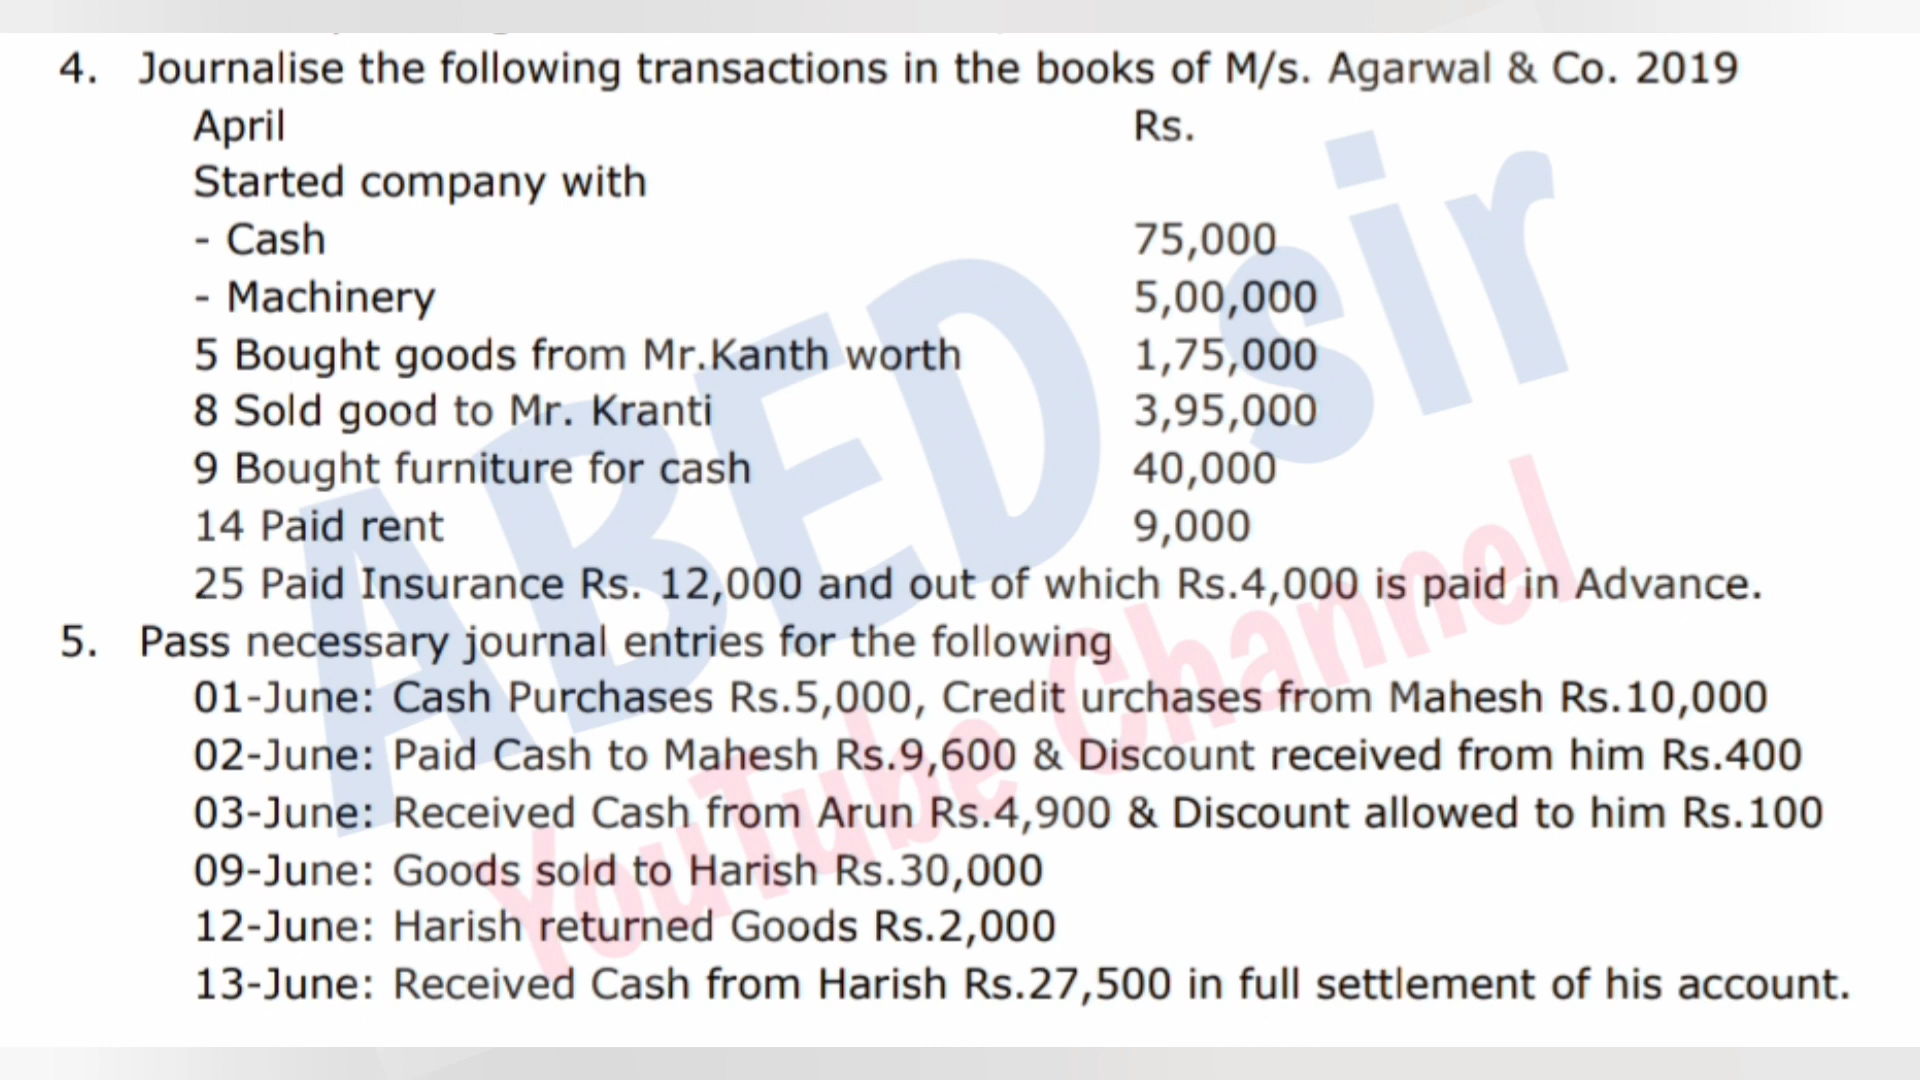 4. Journalise the following transactions in the books of M/s. Agarwal & Co. 2019
April Rs.
Started company with
- Cash 75,000
- Machinery 5,00,000
5 Bought goods from Mr.Kanth worth 1,75,000
8 Sold good to Mr. Kranti 3,95,000
9 Bought furniture for cash 40,000
14 Paid rent 9,000
25 Paid Insurance Rs. 12,000 and out of which Rs.4,000 is paid in Advance.
5. Pass necessary journal entries for the following
01-June: Cash Purchases Rs.5,000, Credit urchases from Mahesh Rs.10,000
02-June: Paid Cash to Mahesh Rs.9,600 & Discount received from him Rs.400
03-June: Received Cash from Arun Rs.4,900 & Discount allowed to him Rs.100
09-June: Goods sold to Harish Rs.30,000
12-June: Harish returned Goods Rs.2,000
13-June: Received Cash from Harish Rs.27,500 in full settlement of his account.
ABED sir
YouTube Channel